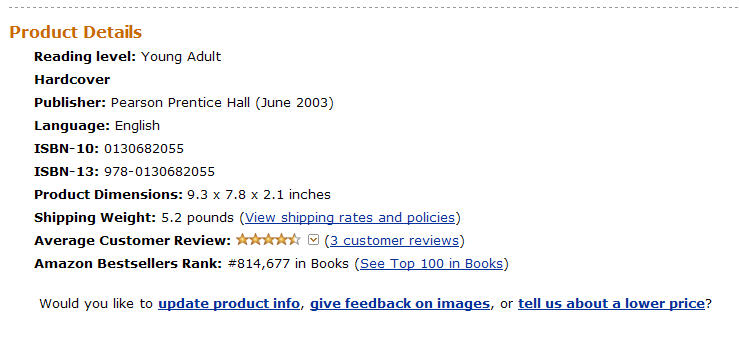 Product Details
Reading level: Young Adult
Hardcover
Publisher: Pearson Prentice Hall (June 2003)
Language: English
ISBN-10: 0130682055
ISBN-13: 978-0130682055
Product Dimensions: 9.3 x 7.8 x 2.1 inches
Shipping Weight: 5.2 pounds (View shipping rates and policies)
Average Customer Review: (3 customer reviews)
Amazon Bestsellers Rank: #814,677 in Books (See Top 100 in Books)
Would you like to update product info, give feedback on images, or tell us about a lower price?